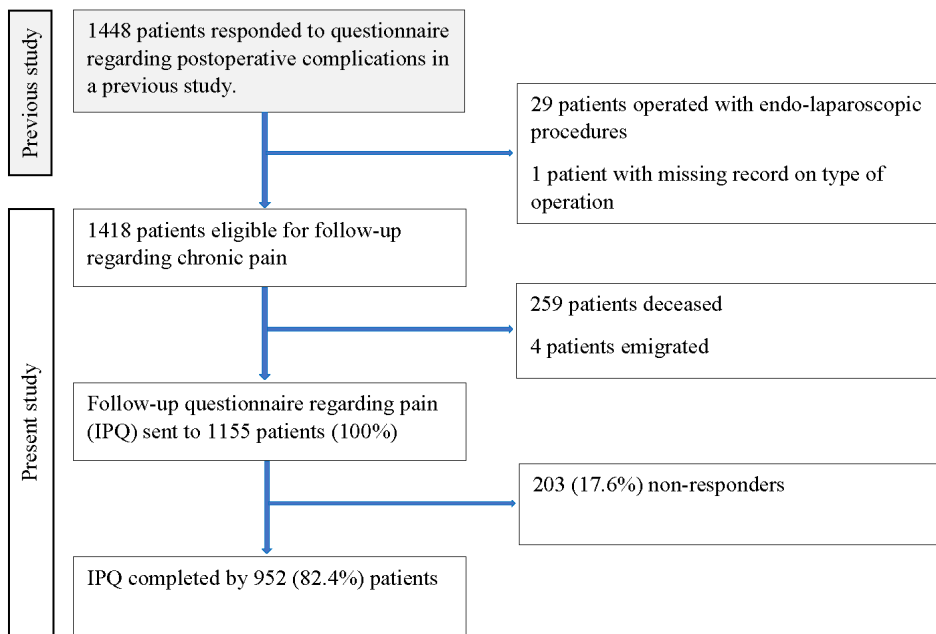 Previous study
1448 patients responded to questionnaire
regarding postoperative complications in
a previous study.
29 patients operated with endo-laparoscopic
procedures
1 patient with missing record on type of
operation
Present study
1418 patients eligible for follow-up
regarding chronic pain
259 patients deceased
4 patients emigrated
Follow-up questionnaire regarding pain
(IPQ) sent to 1155 patients (100%)
203 (17.6%) non-responders
IPQ completed by 952 (82.4%) patients